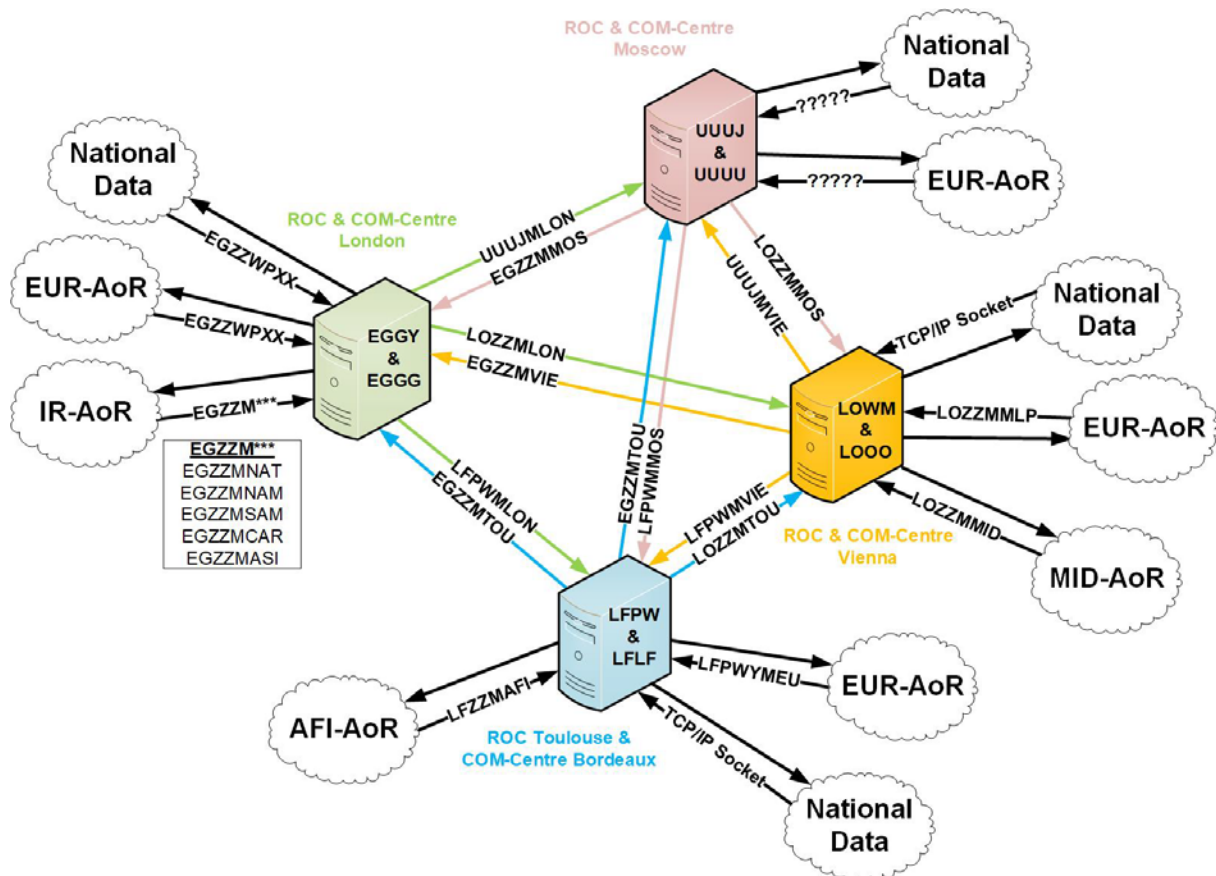 ROC & COM-Centre
Moscow
National
Data
?????
UUUJ
&
UUUU
EUR-AoR
?????
National
Data
EGZZWPXX
ROC & COM-Centre
London
UUUJMLON
EGZZMMOS
LOZZMMOS
UUUJMVIE
EUR-AoR
EGZZWPXX
EGGY
&
EGGG
LOZZMLON
EGZZMVIE
TCP/IP Socket
National
Data
IR-AoR
EGZZM***
EGZZM***
EGZZMNAT
EGZZMNAM
EGZZMSAM
EGZZMCAR
EGZZMASI
LOWM
&
LOOO
LOZZMMLP
EUR-AoR
LFPWMLON
EGZZMTOU
EGZZMTOU
LFPWMMOS
LFPWMVIE
LOZZMTOU
ROC & COM-Centre
Vienna
LOZZMMID
MID-AoR
LFPW
&
LFLF
LFPWYMEU
EUR-AoR
AFI-AoR
LFZZMAFI
ROC Toulouse &
COM-Centre Bordeaux
TCP/IP Socket
National
Data